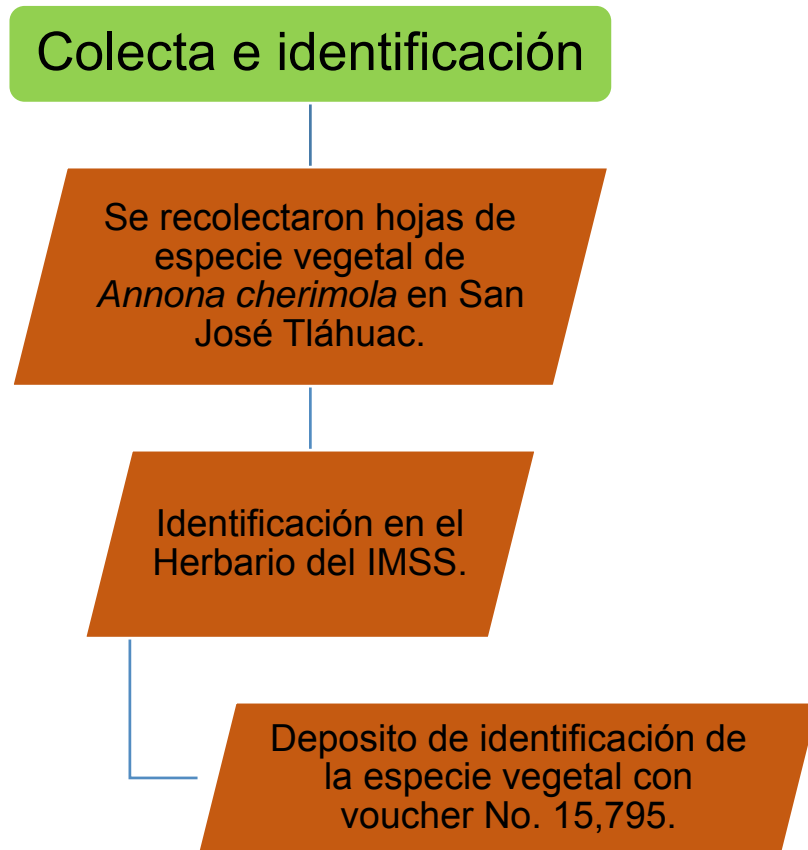 Colecta e identificación
Se recolectaron hojas de
especie vegetal de
Annona cherimola en San
José Tláhuac.
Identificación en el
Herbario del IMSS.
Deposito de identificación de
la especie vegetal con
voucher No. 15,795.